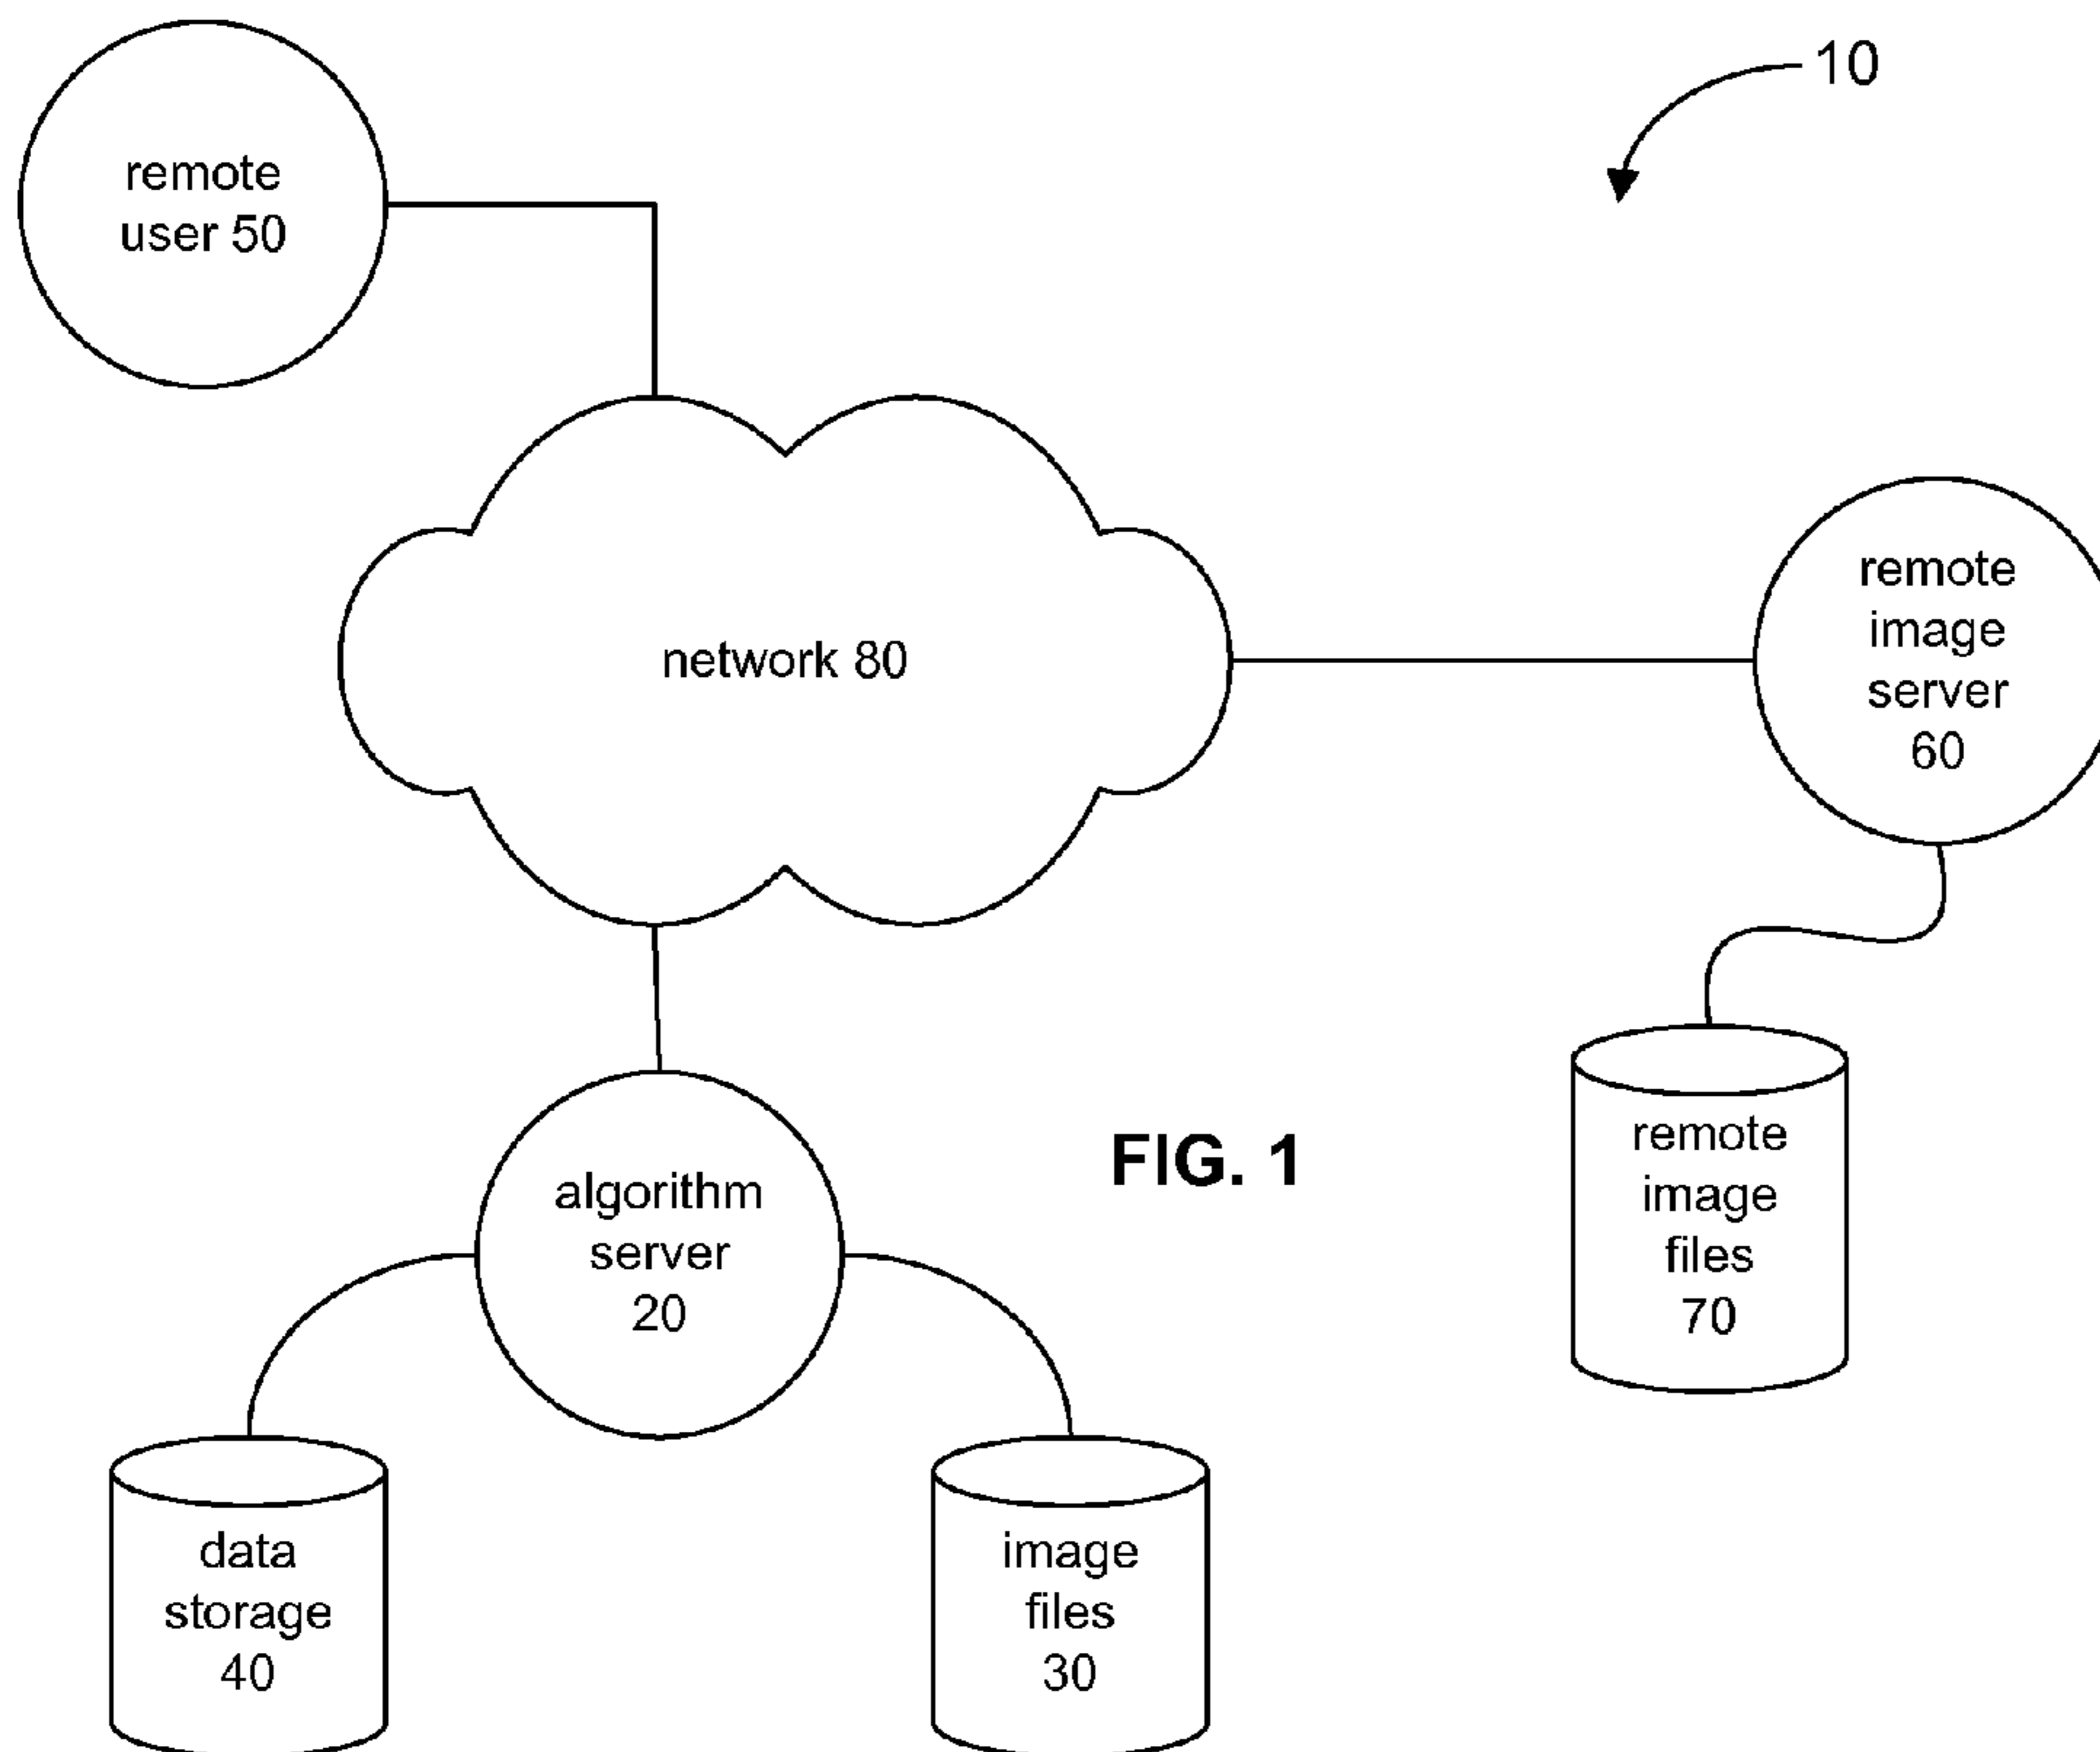 10
remote
user 50
network 80
remote
image
server
60
algorithm
server
20
FIG. 1
remote
image
files
70
data
storage
40
image
files
30